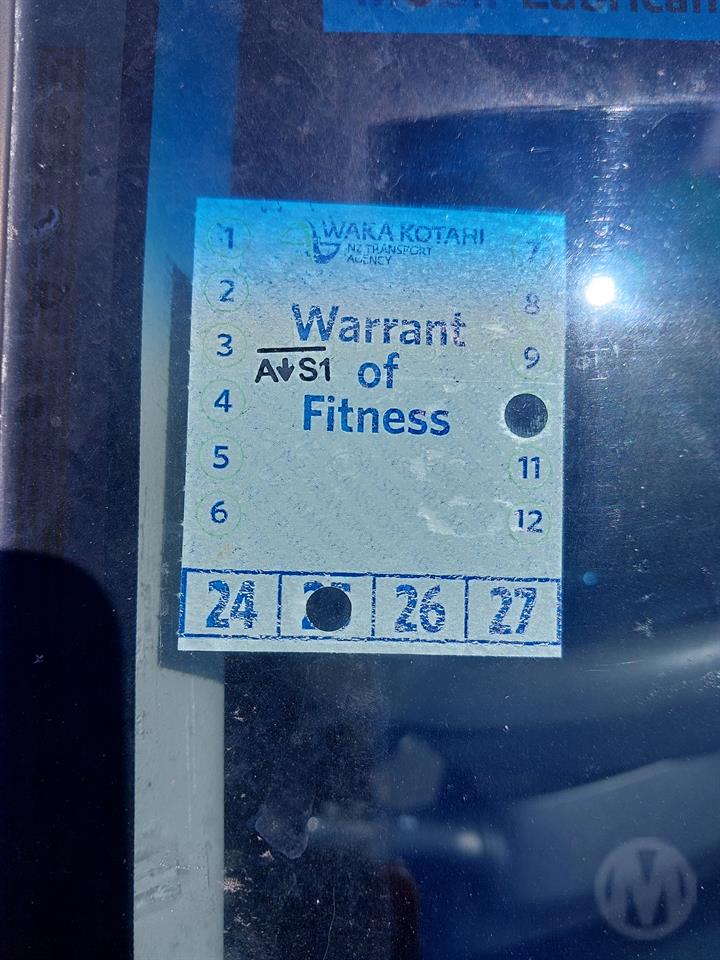 WAKA KOTAHI
NZ TRANSPORT
AGENCY
Warrant
of
Fitness
A↓S1
1
2
3
4
5
6
7
8
9
11
12
24 26 27
M